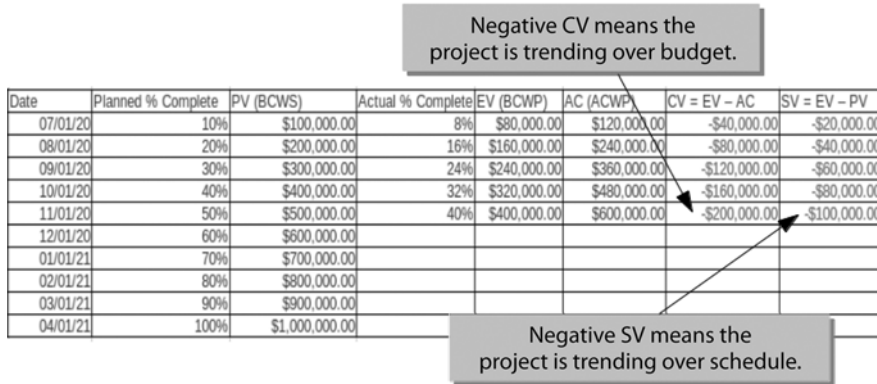 Negative CV means the
project is trending over budget.
Date Planned % Complete PV (BCWS) Actual % Complete EV (BCWP) AC (ACWP) CV = EV – AC SV = EV – PV
07/01/20 10% $100,000.00 8% $80,000.00 $120,000.00 -$40,000.00 -$20,000.00
08/01/20 20% $200,000.00 16% $160,000.00 $240,000.00 -$80,000.00 -$40,000.00
09/01/20 30% $300,000.00 24% $240,000.00 $360,000.00 -$120,000.00 -$60,000.00
10/01/20 40% $400,000.00 32% $320,000.00 $480,000.00 -$160,000.00 -$80,000.00
11/01/20 50% $500,000.00 40% $400,000.00 $600,000.00 -$200,000.00 -$100,000.00
12/01/20 60% $600,000.00
01/01/21 70% $700,000.00
02/01/21 80% $800,000.00
03/01/21 90% $900,000.00
04/01/21 100% $1,000,000.00
Negative SV means the
project is trending over schedule.